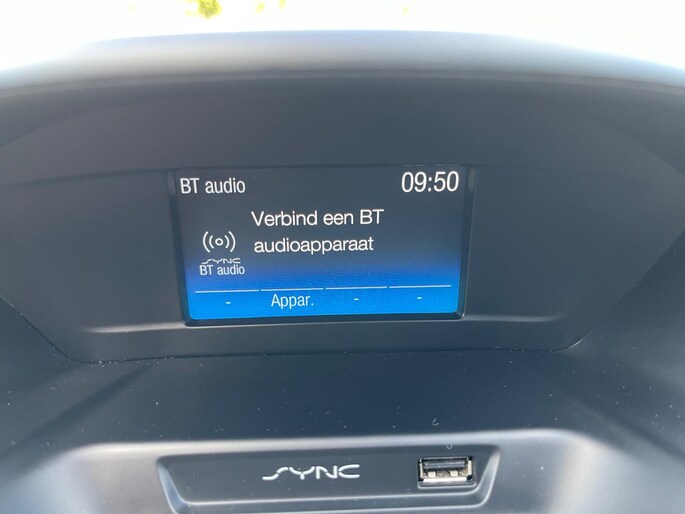 BT audio 09:50
Verbind een BT
audioapparaat
SYNC
BT audio
- Appar. - -
SYNC